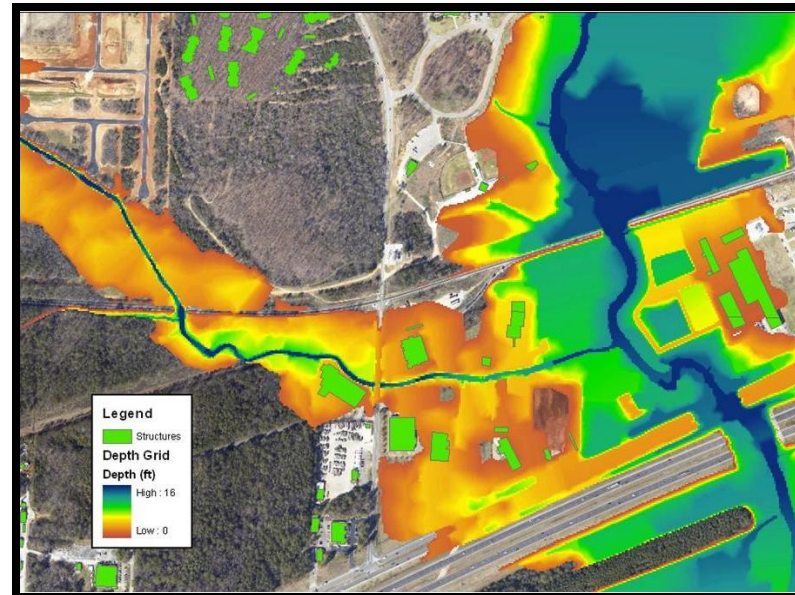 Legend
Structures
Depth Grid
Depth (ft)
High : 16
Low : 0